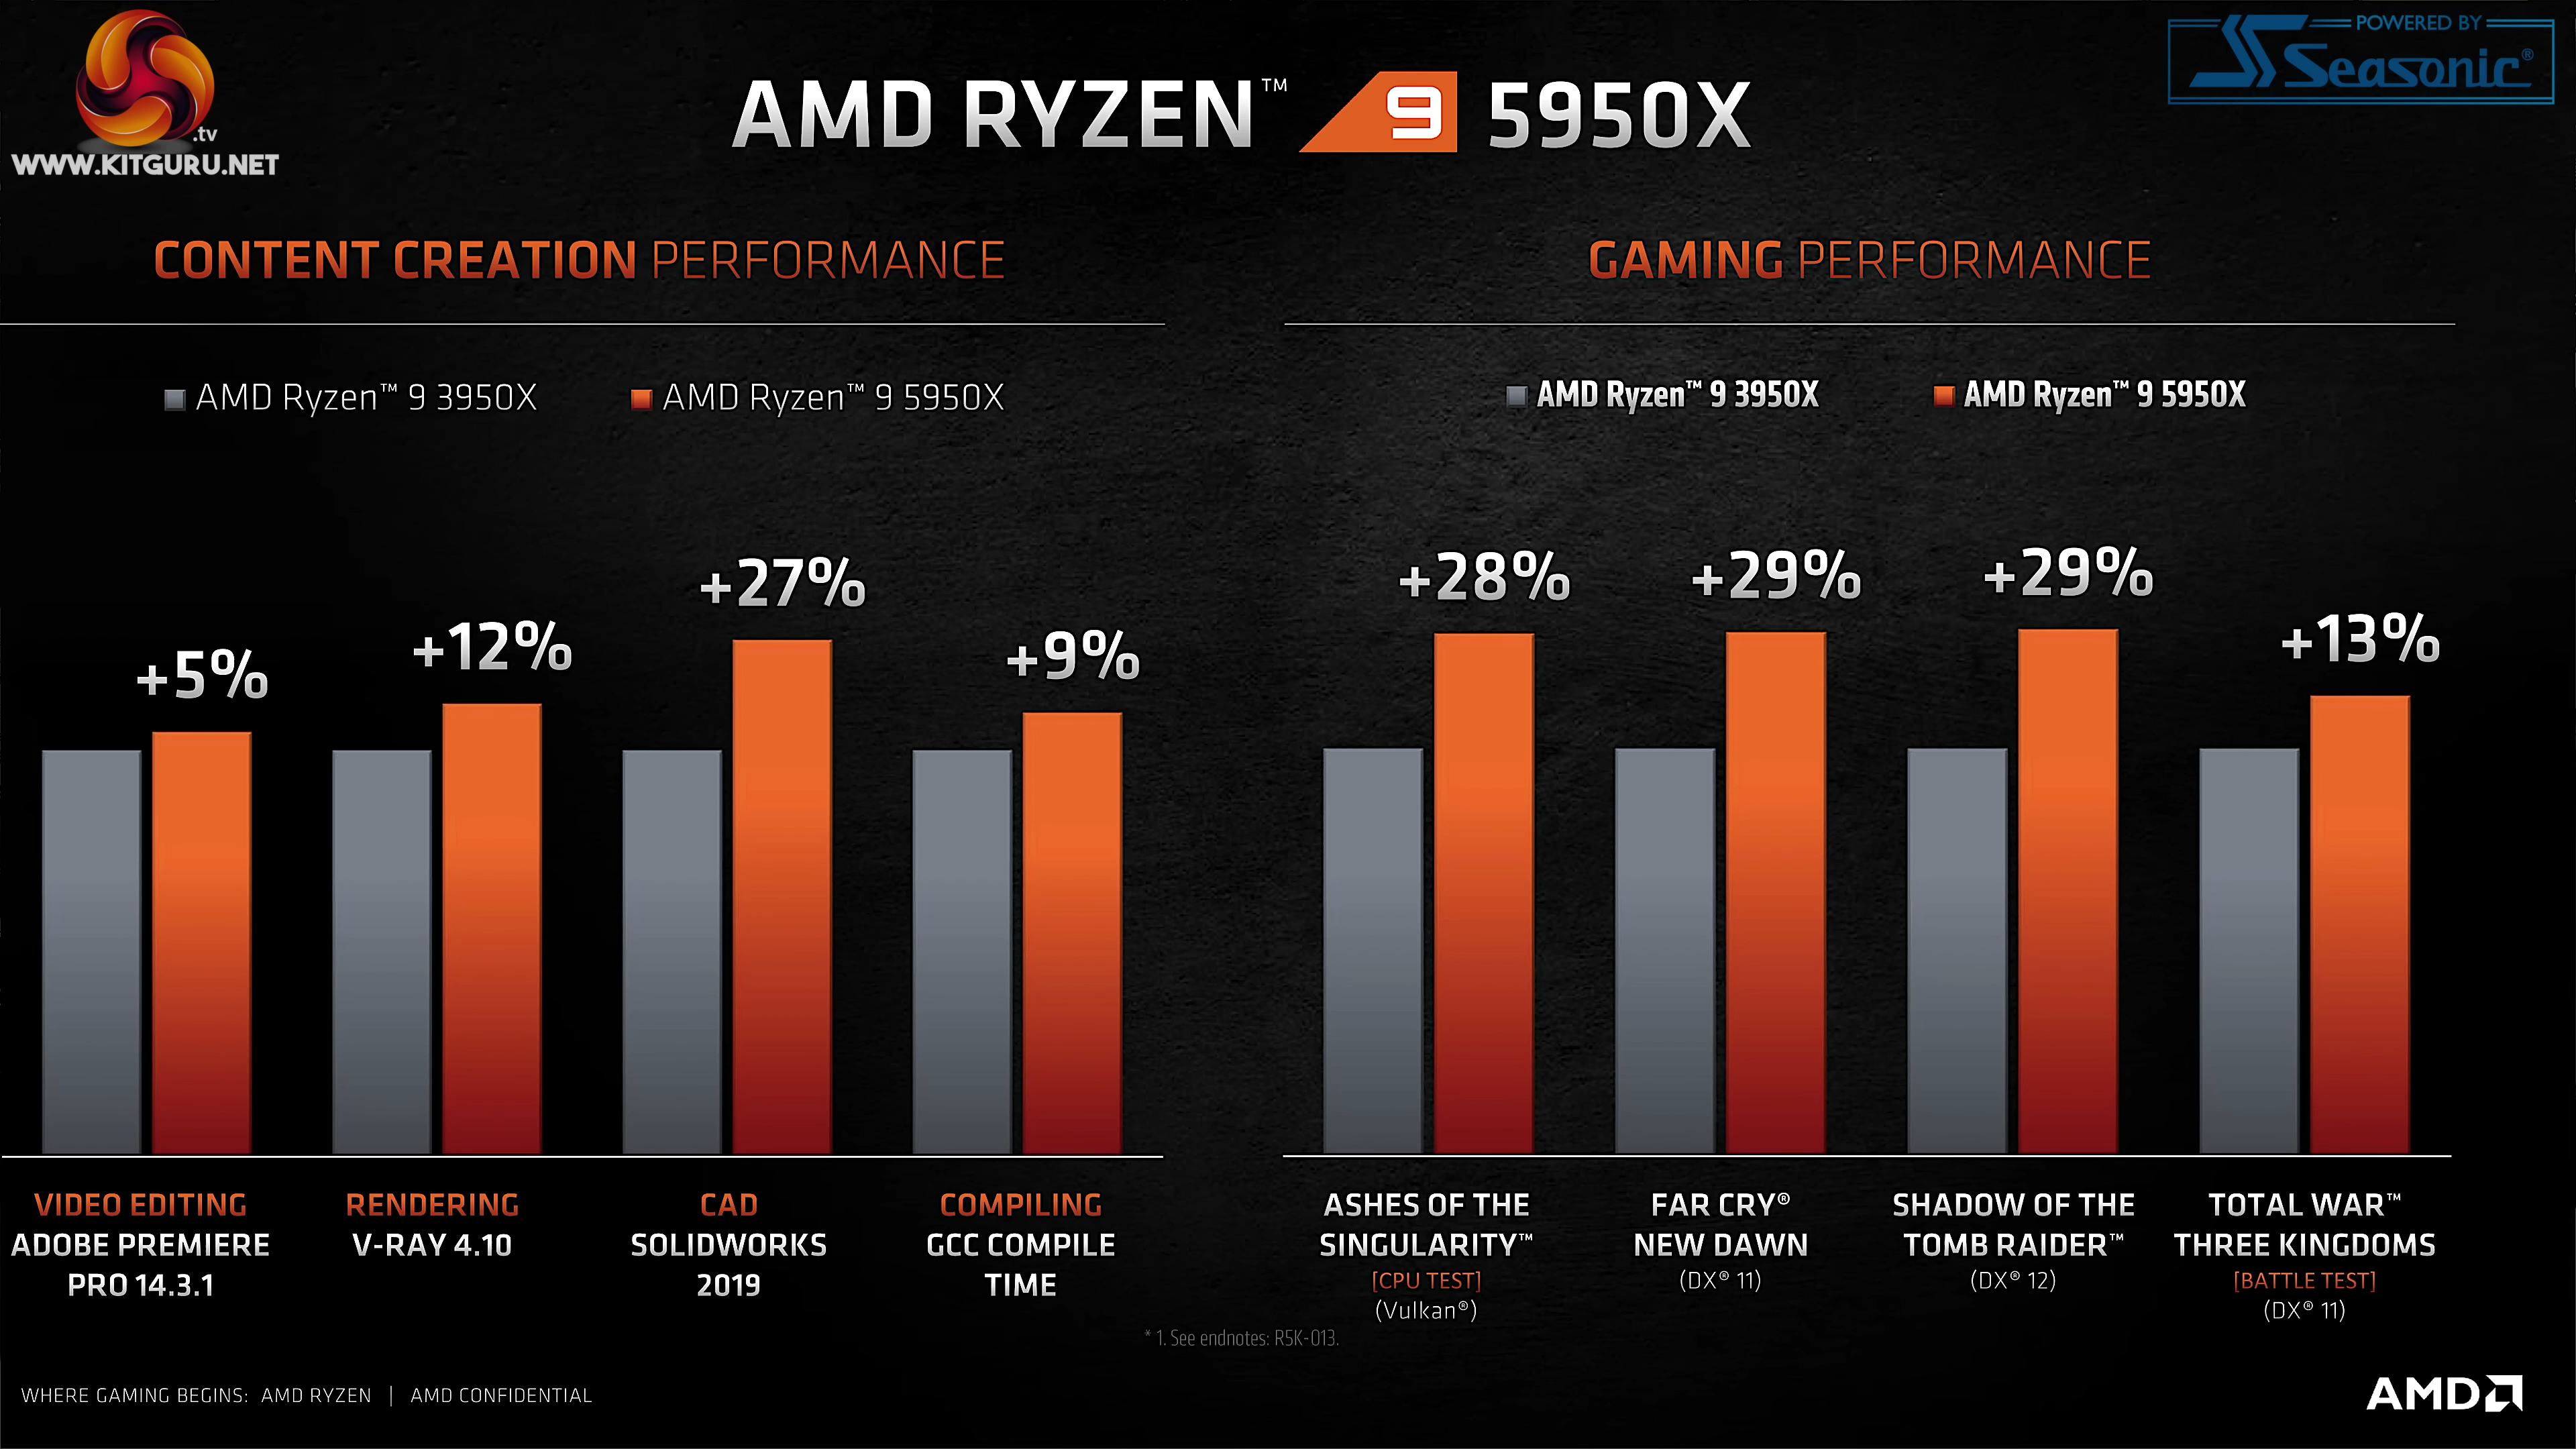 .tv
WWW.KITGURU.NET
POWERED BY
Seasonic®
AMD RYZEN™ 9 5950X
CONTENT CREATION PERFORMANCE
AMD Ryzen™ 9 3950X
AMD Ryzen™ 9 5950X
+5%
+12%
+27%
+9%
VIDEO EDITING
ADOBE PREMIERE
PRO 14.3.1
RENDERING
V-RAY 4.10
CAD
SOLIDWORKS
2019
COMPILING
GCC COMPILE
TIME
GAMING PERFORMANCE
AMD Ryzen™ 9 3950X
AMD Ryzen™ 9 5950X
+28%
+29%
+29%
+13%
ASHES OF THE
SINGULARITY™
[CPU TEST]
(Vulkan®)
FAR CRY®
NEW DAWN
(DX® 11)
SHADOW OF THE
TOMB RAIDER™
(DX® 12)
TOTAL WAR™
THREE KINGDOMS
[BATTLE TEST]
(DX® 11)
* 1. See endnotes: R5K-013.
WHERE GAMING BEGINS: AMD RYZEN | AMD CONFIDENTIAL
AMD